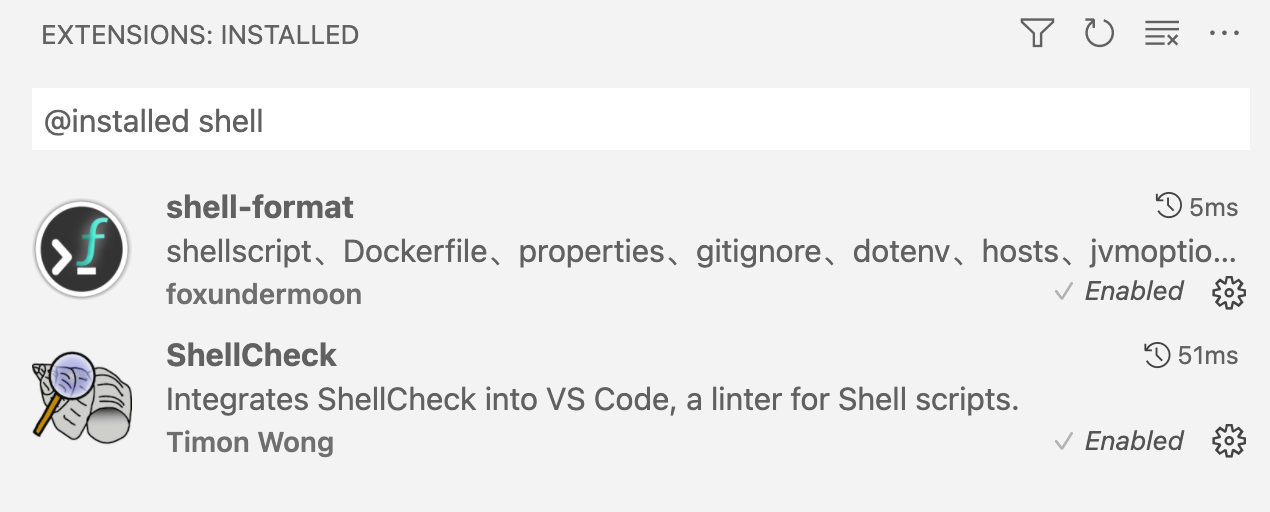 EXTENSIONS: INSTALLED
@installed shell
shell-format 5ms
shellscript、Dockerfile、properties、gitignore、dotenv、hosts、jvmoptio...
foxundermoon Enabled
ShellCheck 51ms
Integrates ShellCheck into VS Code, a linter for Shell scripts.
Timon Wong Enabled